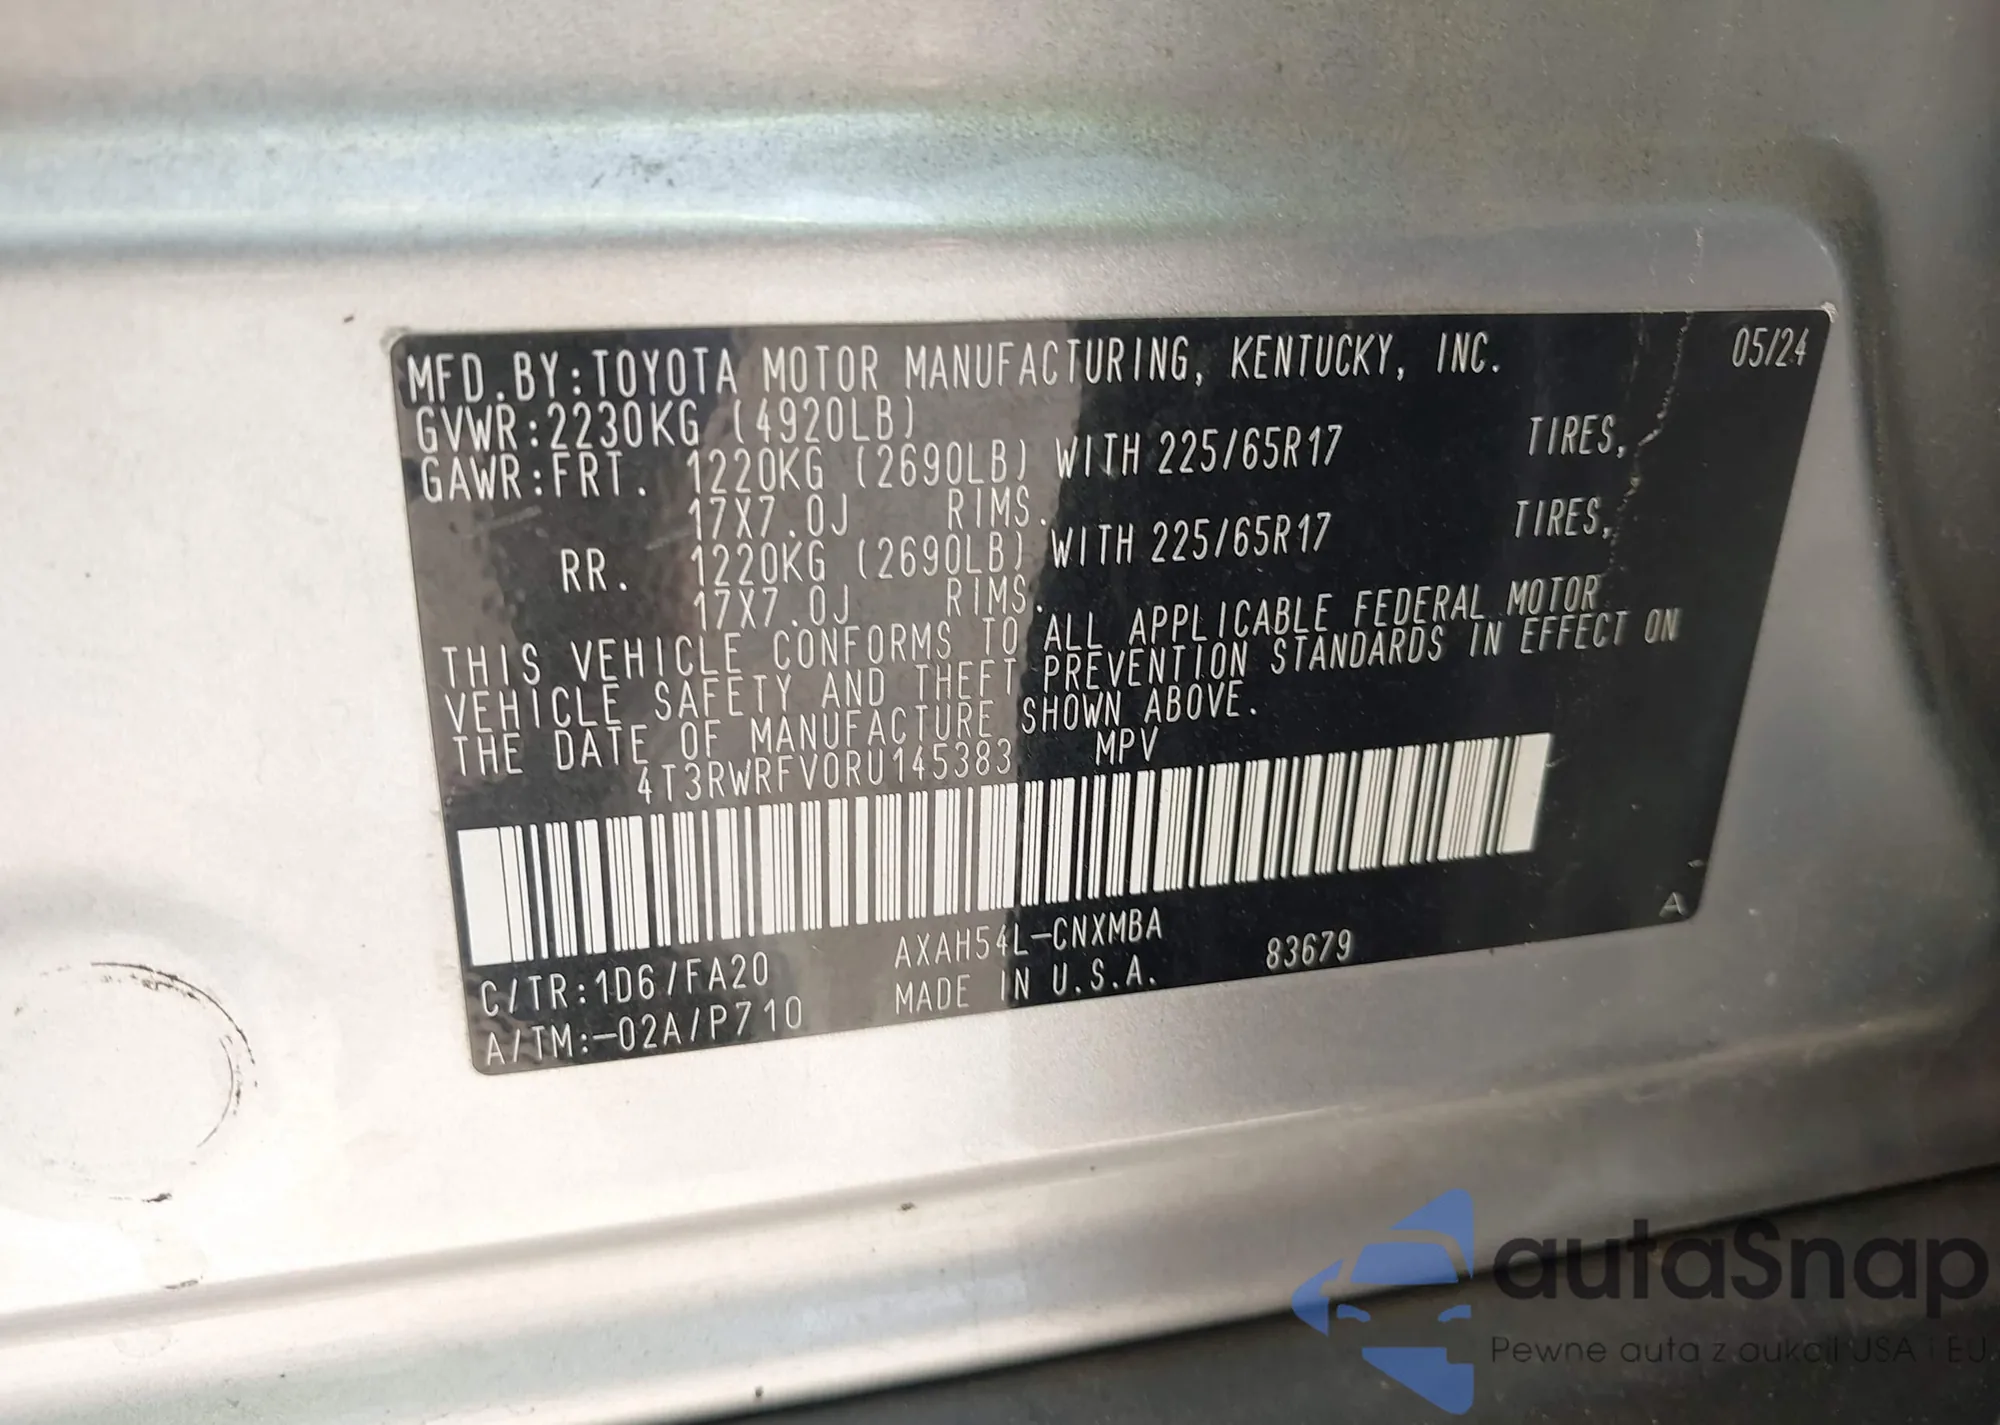 MFD.BY:TOYOTA MOTOR MANUFACTURING, KENTUCKY, INC. 05/24
GVWR:2230KG (4920LB)
GAWR:FRT. 1220KG (2690LB) WITH 225/65R17 TIRES,
17X7.0J RIMS.
RR. 1220KG (2690LB) WITH 225/65R17 TIRES,
17X7.0J RIMS.
THIS VEHICLE CONFORMS TO ALL APPLICABLE FEDERAL MOTOR
VEHICLE SAFETY AND THEFT PREVENTION STANDARDS IN EFFECT ON
THE DATE OF MANUFACTURE SHOWN ABOVE.
4T3RWRFV0RU145383 MPV
C/TR:1D6/FA20 AXAH54L-CNXMBA 83679 A
A/TM:-02A/P710 MADE IN U.S.A.
autaSnap
Pewne auta z aukcji USA i EU